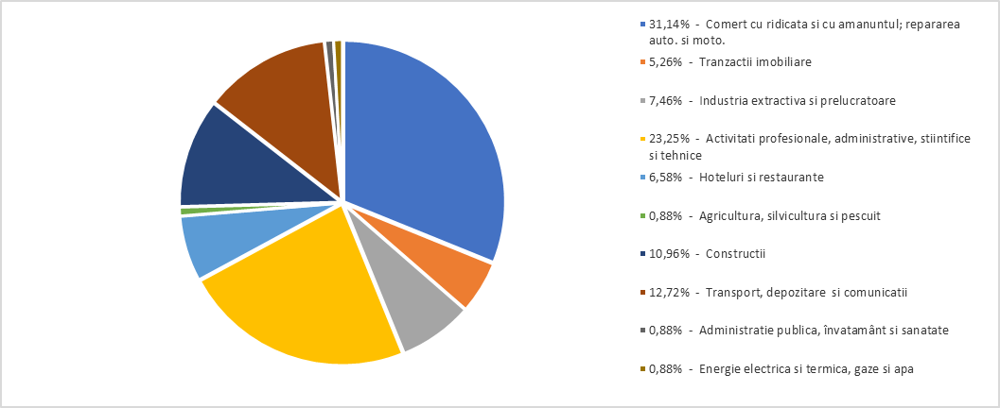 31,14% - Comert cu ridicata si cu amanuntul; repararea
auto. si moto.
5,26% - Tranzactii imobiliare
7,46% - Industria extractiva si prelucratoare
23,25% - Activitati profesionale, administrative, stiintifice
si tehnice
6,58% - Hoteluri si restaurante
0,88% - Agricultura, silvicultura si pescuit
10,96% - Constructii
12,72% - Transport, depozitare si comunicatii
0,88% - Administratie publica, învatamânt si sanatate
0,88% - Energie electrica si termica, gaze si apa